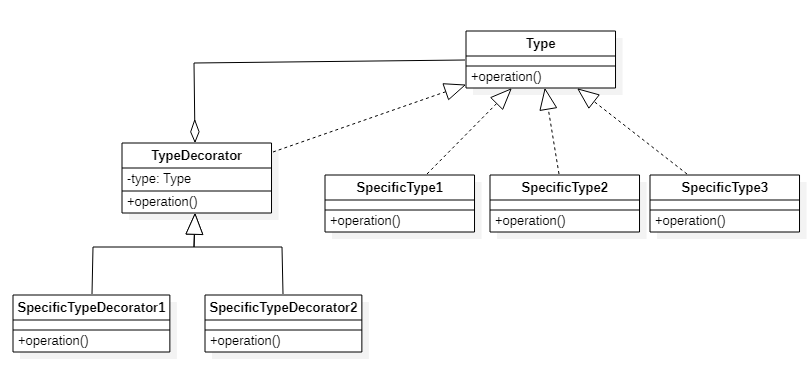 Type
+operation()
TypeDecorator
-type: Type
+operation()
SpecificType1
+operation()
SpecificType2
+operation()
SpecificType3
+operation()
SpecificTypeDecorator1
+operation()
SpecificTypeDecorator2
+operation()